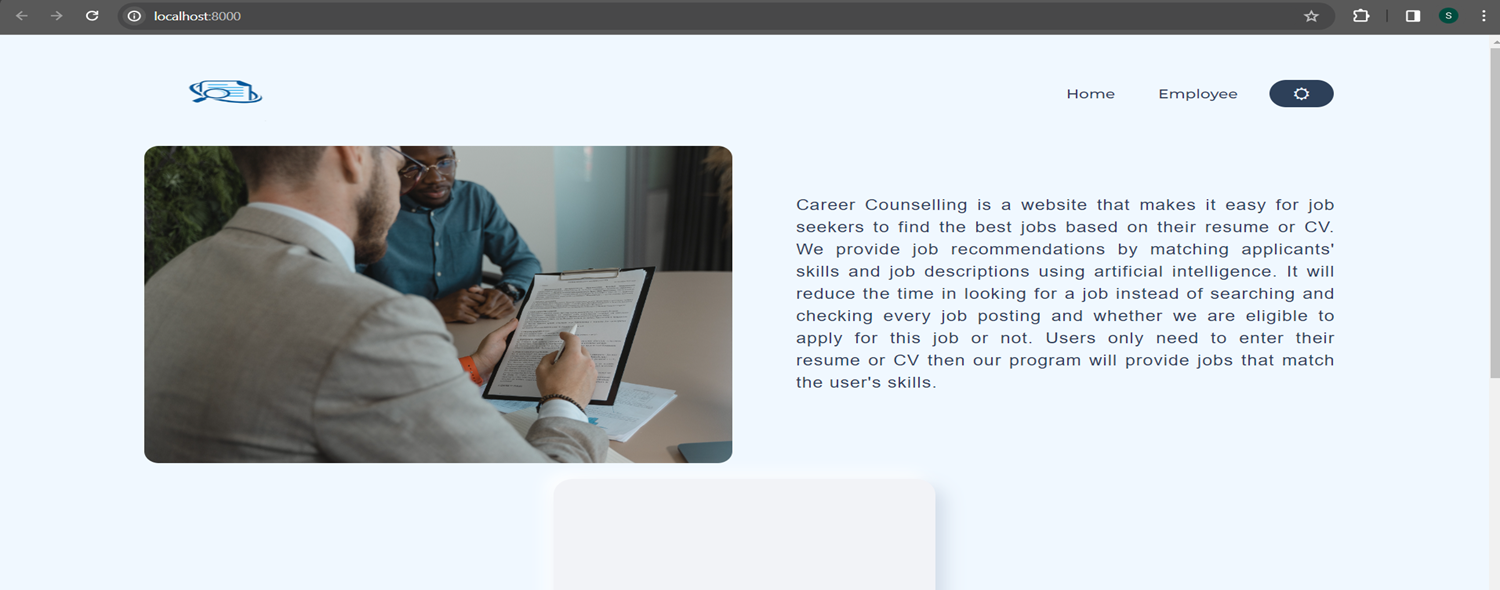 localhost:8000
S
Home Employee
Career Counselling is a website that makes it easy for job
seekers to find the best jobs based on their resume or CV.
We provide job recommendations by matching applicants'
skills and job descriptions using artificial intelligence. It will
reduce the time in looking for a job instead of searching and
checking every job posting and whether we are eligible to
apply for this job or not. Users only need to enter their
resume or CV then our program will provide jobs that match
the user's skills.